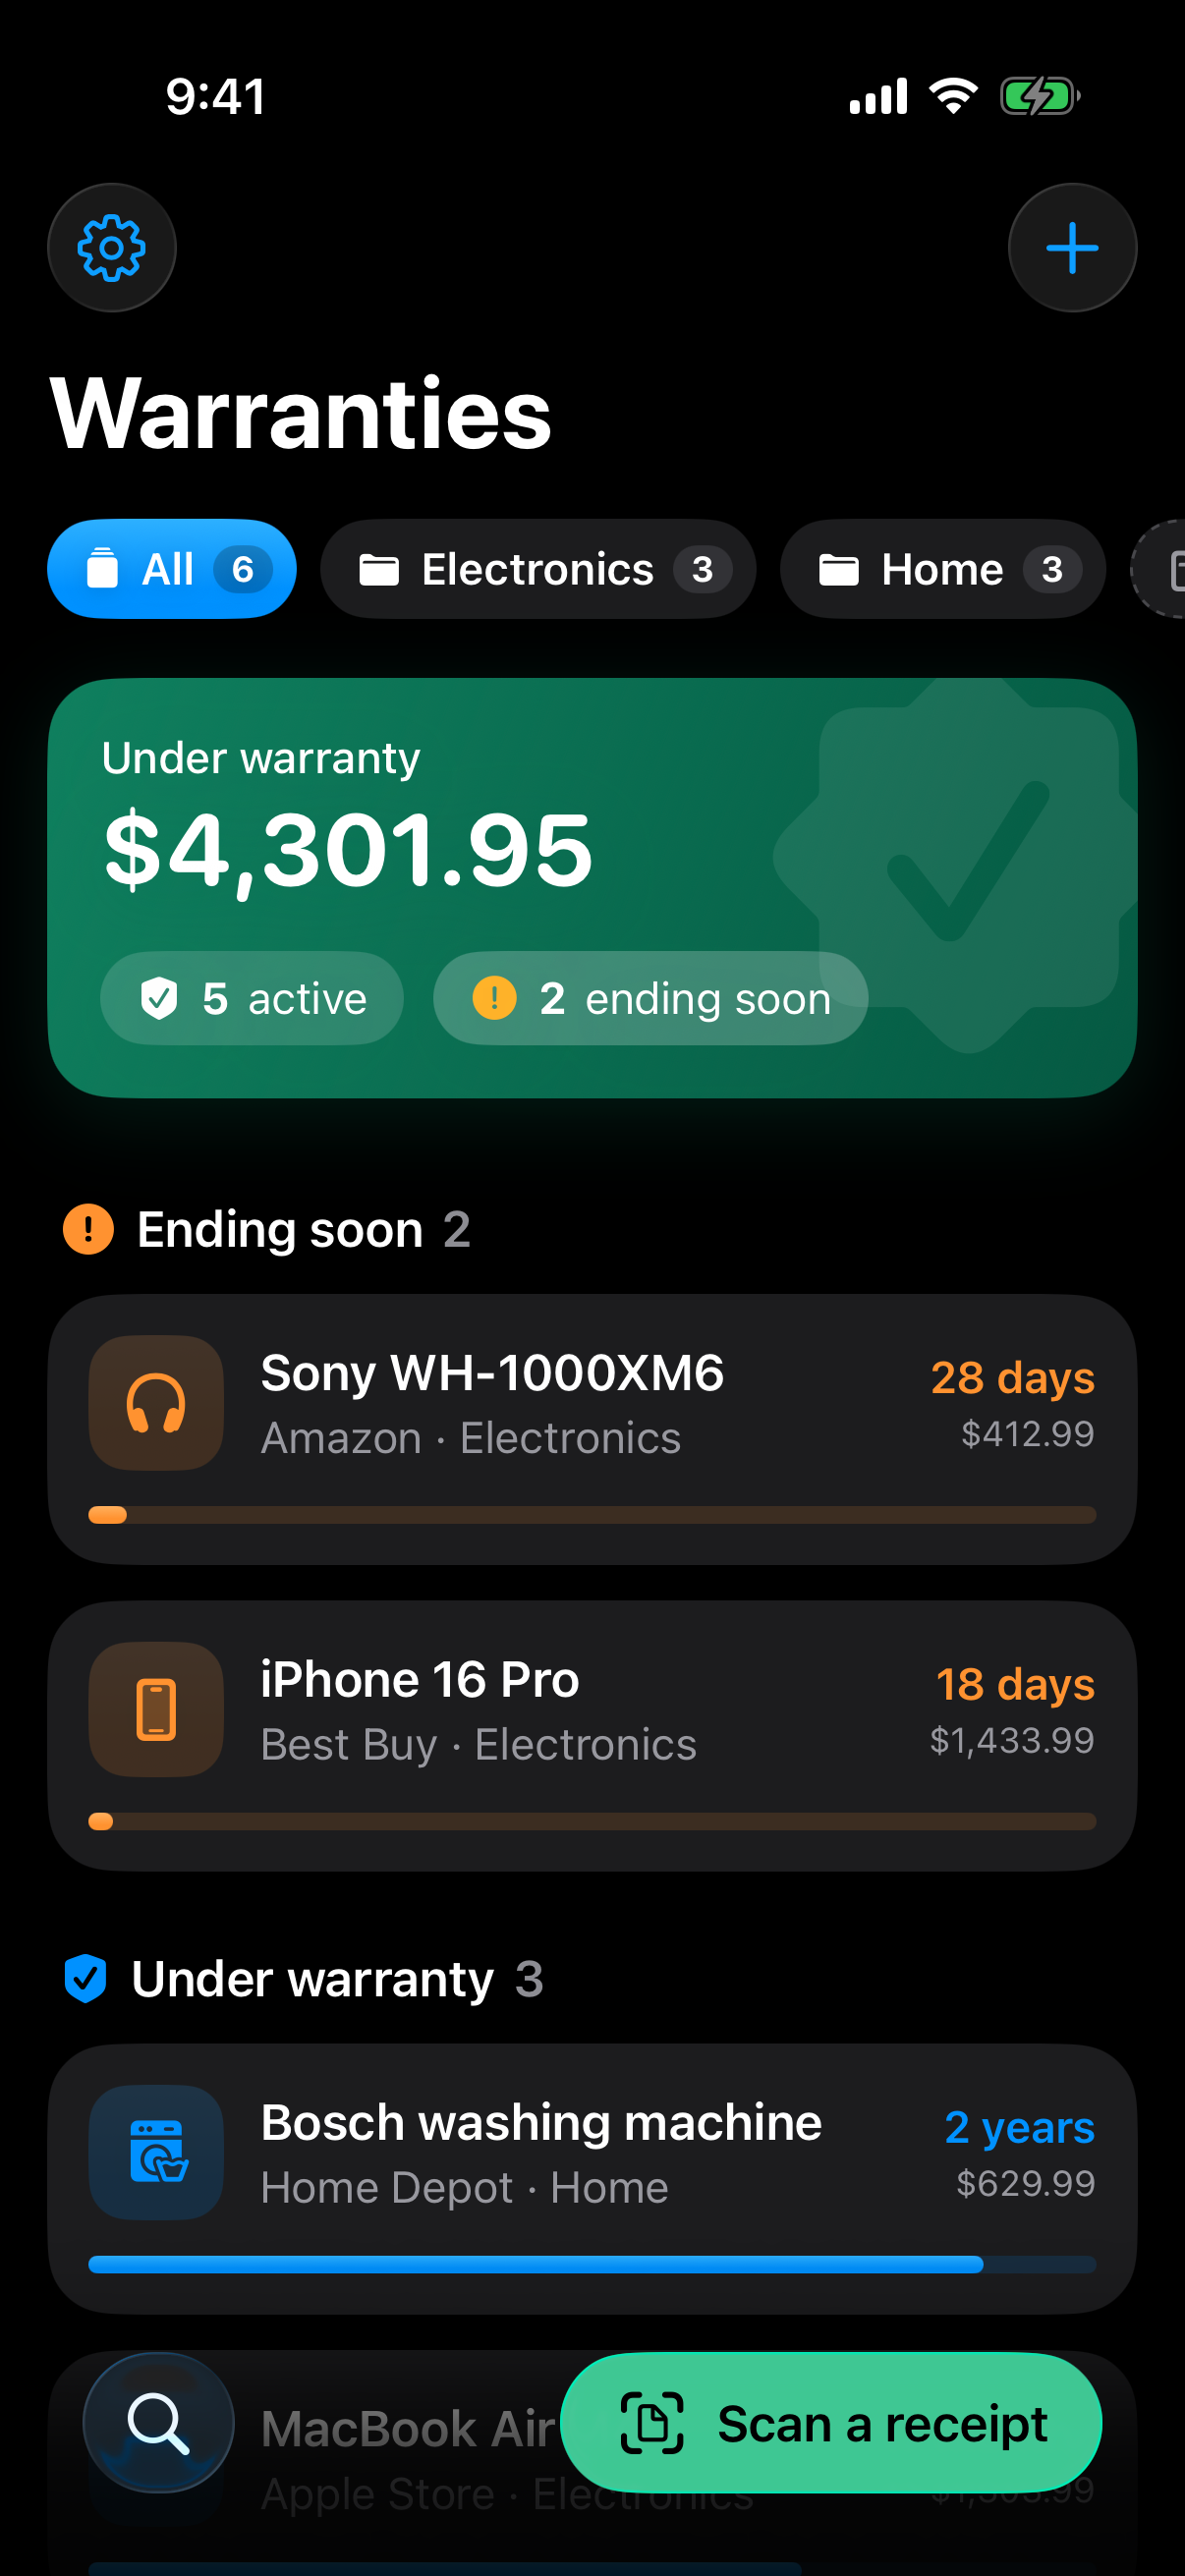 9:41
Warranties
All 6
Electronics 3
Home 3
Under warranty
$4,301.95
5 active
2 ending soon
Ending soon 2
Sony WH-1000XM6
28 days
Amazon · Electronics
$412.99
iPhone 16 Pro
18 days
Best Buy · Electronics
$1,433.99
Under warranty 3
Bosch washing machine
2 years
Home Depot · Home
$629.99
MacBook Air
Scan a receipt
Apple Store · Electronics